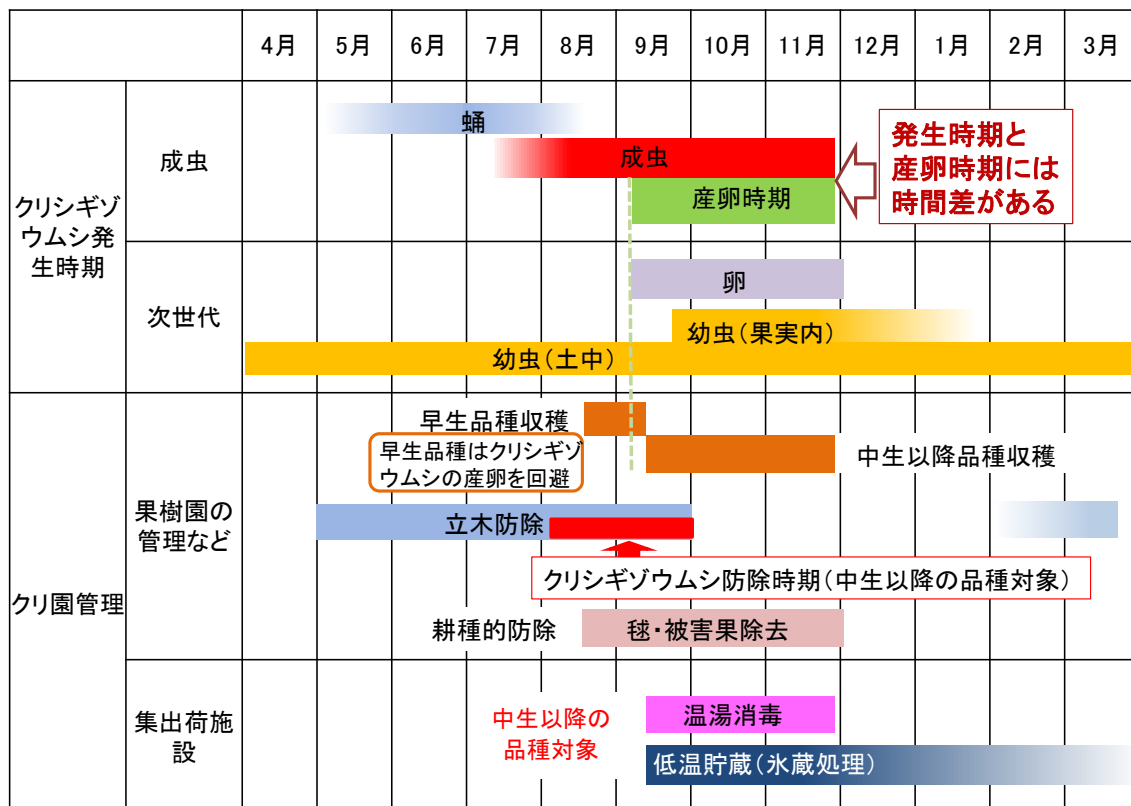 4月 5月 6月 7月 8月 9月 10月 11月 12月 1月 2月 3月
クリシギゾ
ウムシ発
生時期
成虫
蛹
成虫
産卵時期
発生時期と
産卵時期には
時間差がある
次世代
卵
幼虫(果実内)
幼虫(土中)
クリ園管理
果樹園の
管理など
早生品種収穫
早生品種はクリシギゾ
ウムシの産卵を回避
中生以降品種収穫
立木防除
クリシギゾウムシ防除時期(中生以降の品種対象)
耕種的防除
毬・被害果除去
集出荷施
設
中生以降の
品種対象
温湯消毒
低温貯蔵(氷蔵処理)